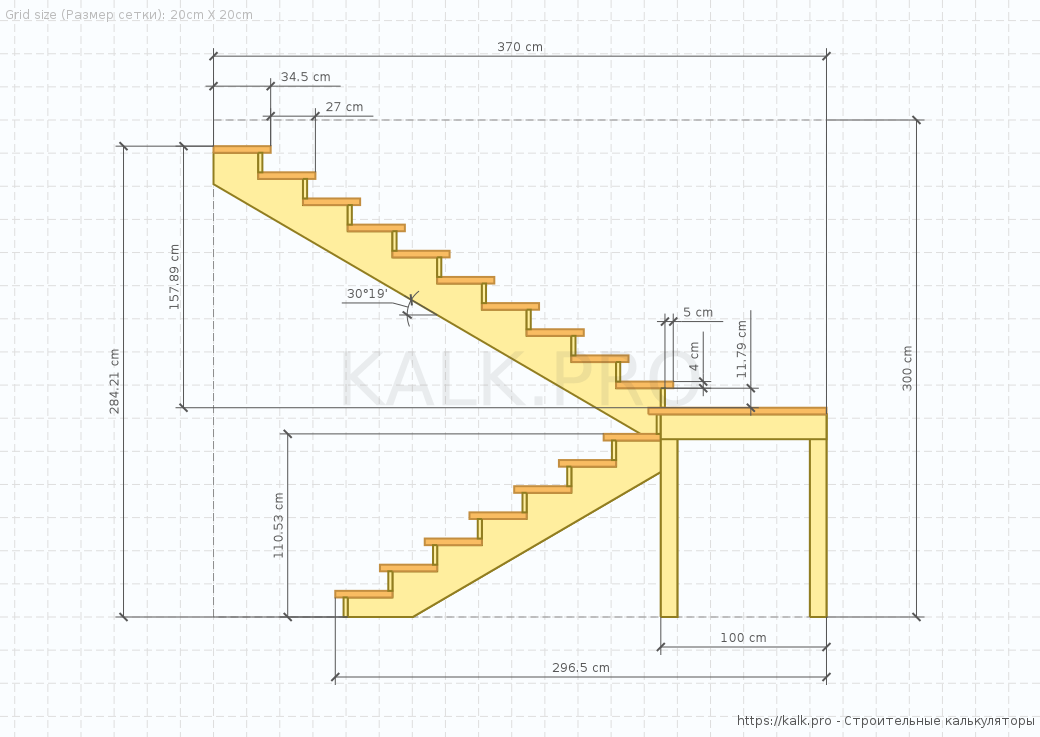 Grid size (Размер сетки): 20cm X 20cm
370 cm
34.5 cm
27 cm
157.89 cm
30°19'
5 cm
4 cm
11.79 cm
KALK.PRO
284.21 cm
300 cm
110.53 cm
100 cm
296.5 cm
https://kalk.pro - Строительные калькуляторы